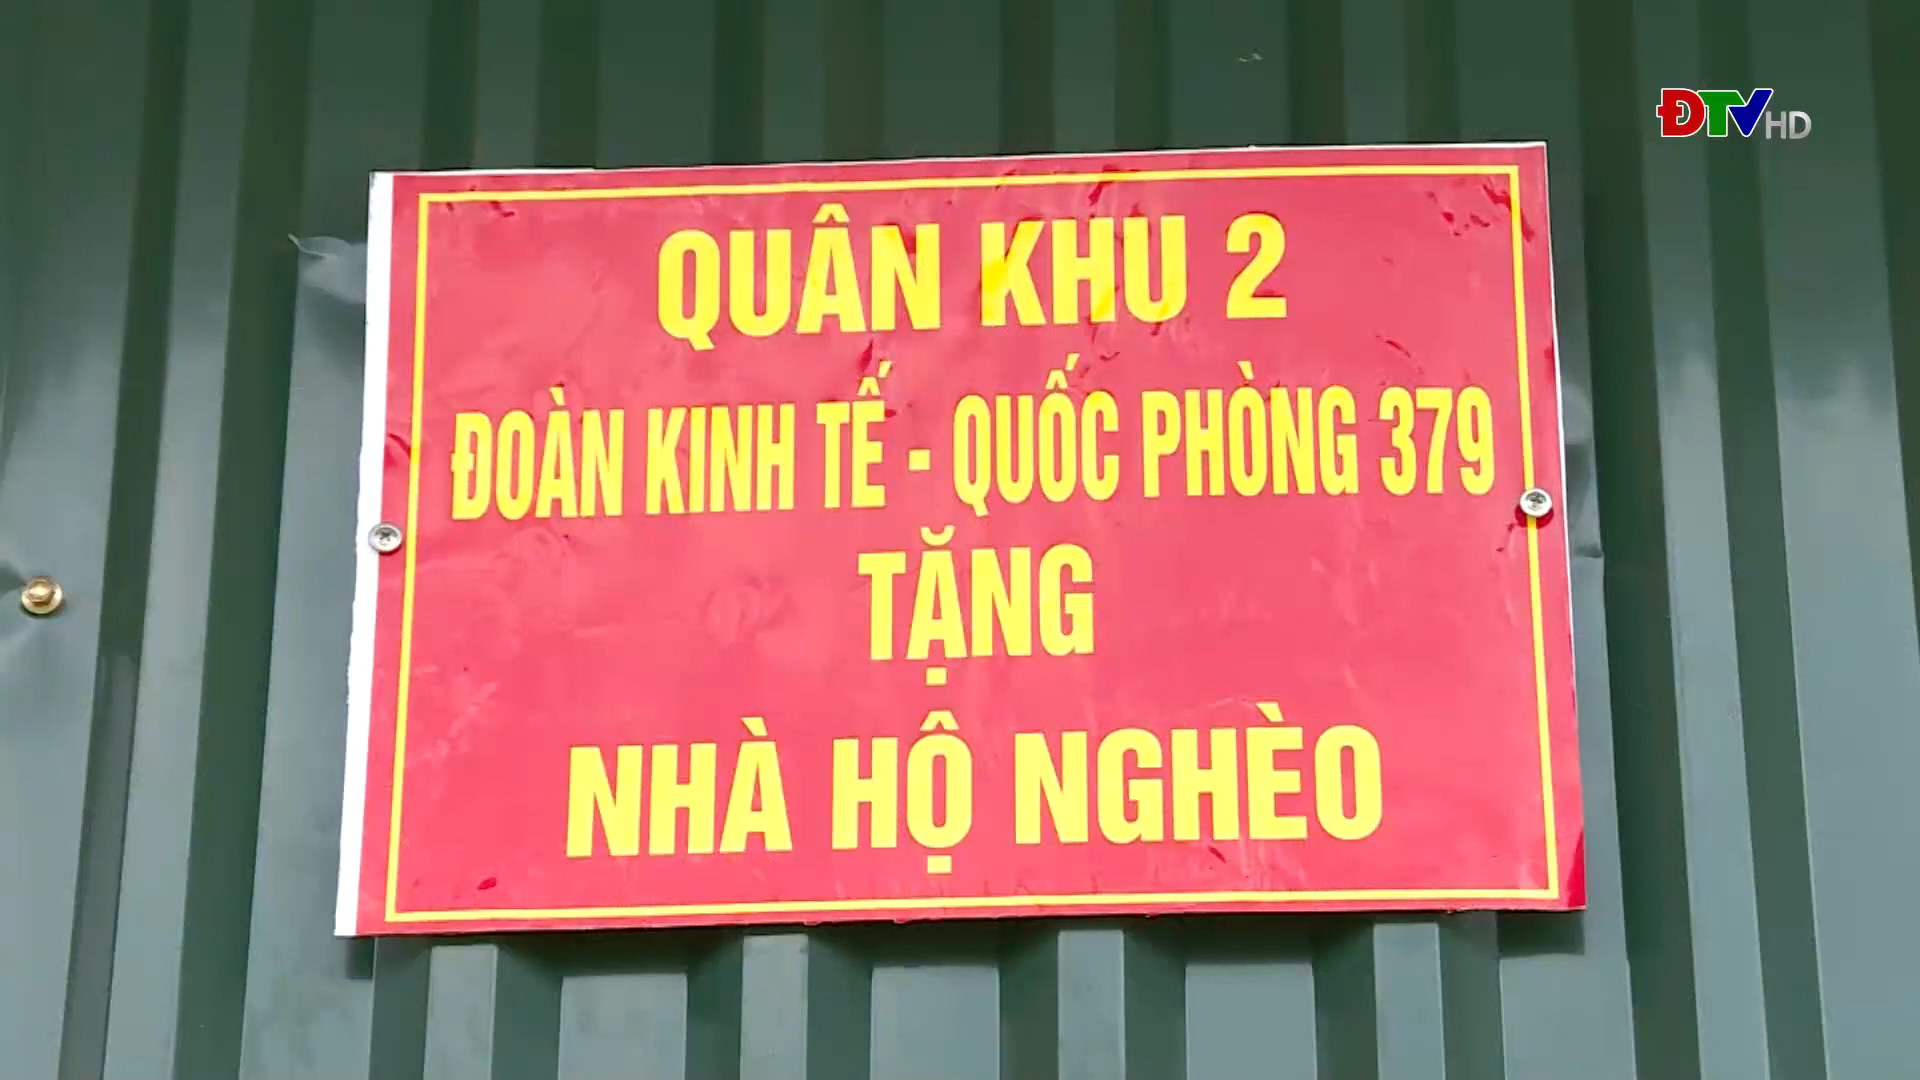 ĐTV HD
QUÂN KHU 2
ĐOÀN KINH TẾ - QUỐC PHÒNG 379
TẶNG
NHÀ HỘ NGHÈO